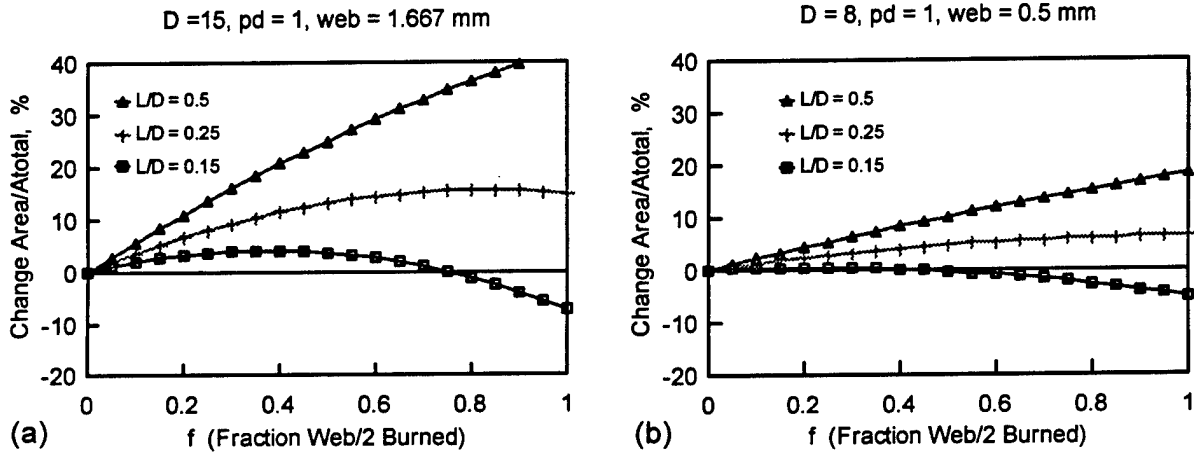 D =15, pd = 1, web = 1.667 mm
Change Area/Atotal, %
40
30
20
10
0
-10
-20
L/D = 0.5
L/D = 0.25
L/D = 0.15
0
0.2
0.4
0.6
0.8
1
f (Fraction Web/2 Burned)
(a)
D = 8, pd = 1, web = 0.5 mm
Change Area/Atotal, %
40
30
20
10
0
-10
-20
L/D = 0.5
L/D = 0.25
L/D = 0.15
0
0.2
0.4
0.6
0.8
1
f (Fraction Web/2 Burned)
(b)